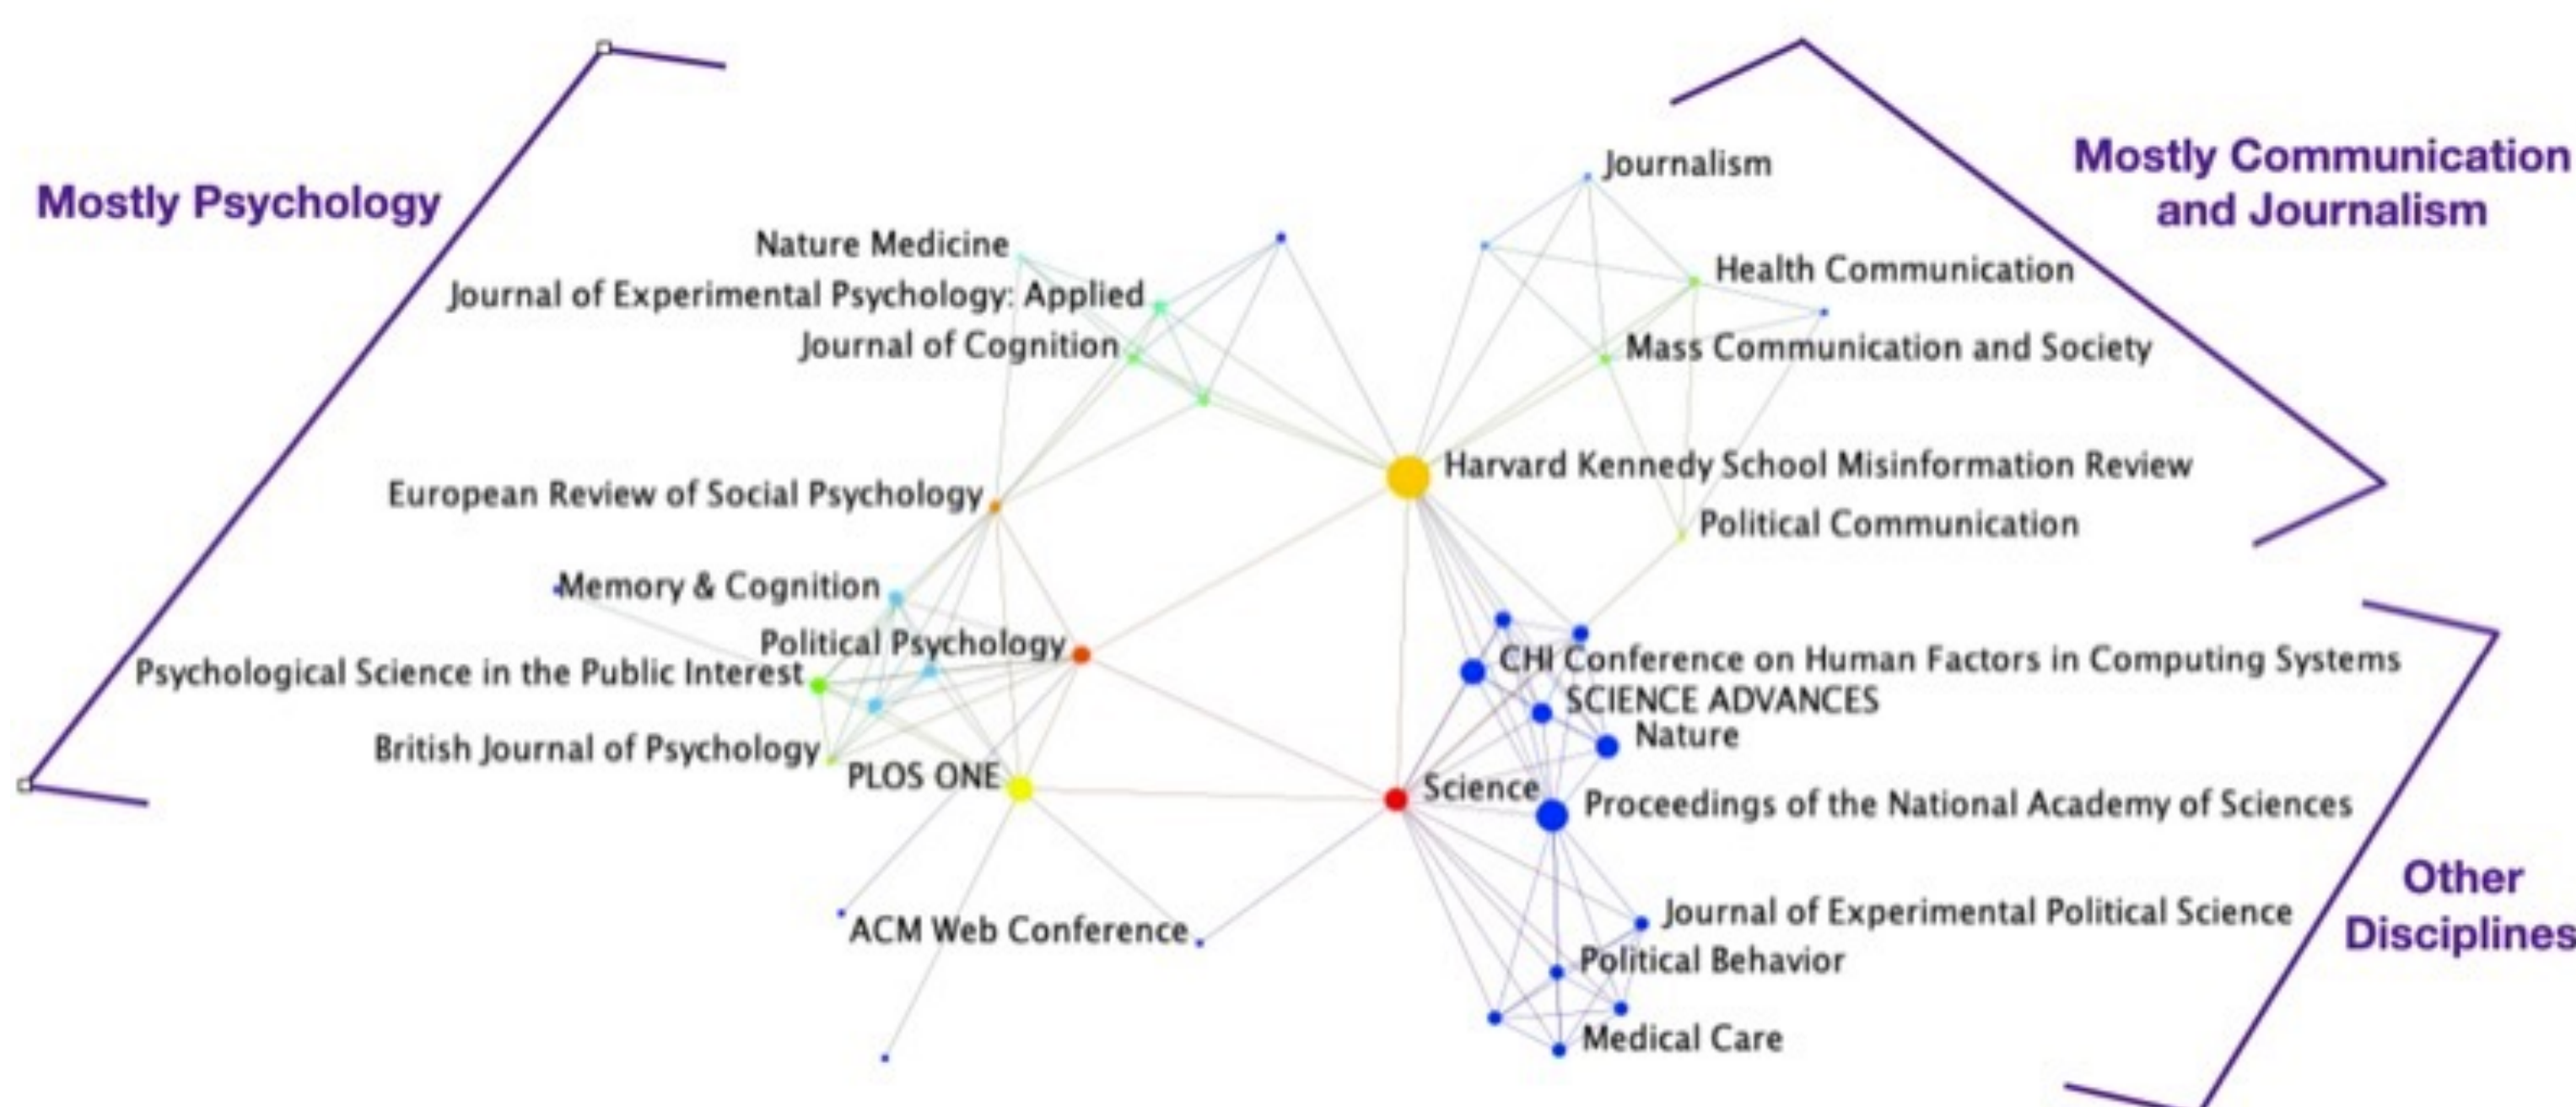 Mostly Psychology
Mostly Communication
and Journalism
Journalism
Nature Medicine
Health Communication
Journal of Experimental Psychology: Applied
Journal of Cognition
Mass Communication and Society
Harvard Kennedy School Misinformation Review
European Review of Social Psychology
Political Communication
Memory & Cognition
Political Psychology
CHI Conference on Human Factors in Computing Systems
Psychological Science in the Public Interest
SCIENCE ADVANCES
Nature
British Journal of Psychology
PLOS ONE
Science
Proceedings of the National Academy of Sciences
Other
Disciplines
Journal of Experimental Political Science
ACM Web Conference
Political Behavior
Medical Care